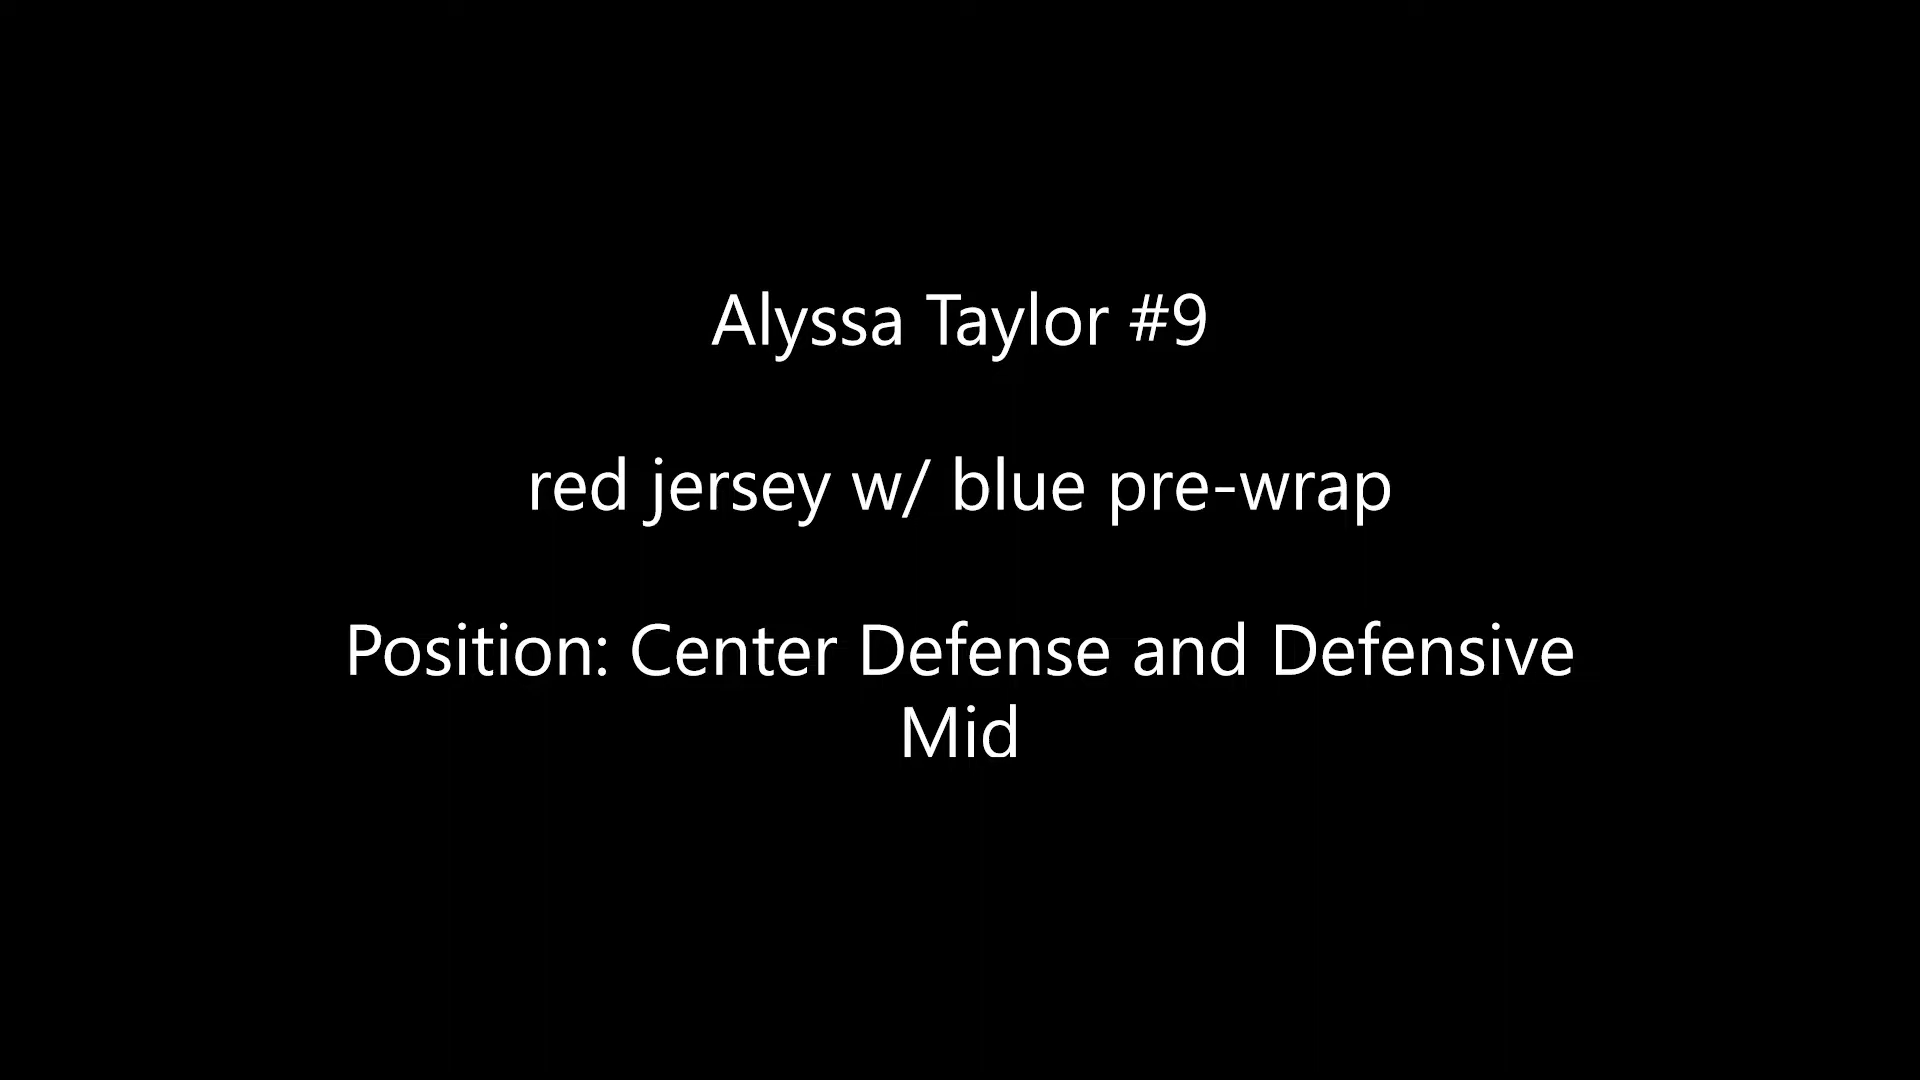 Alyssa Taylor #9
red jersey w/ blue pre-wrap
Position: Center Defense and Defensive
Mid